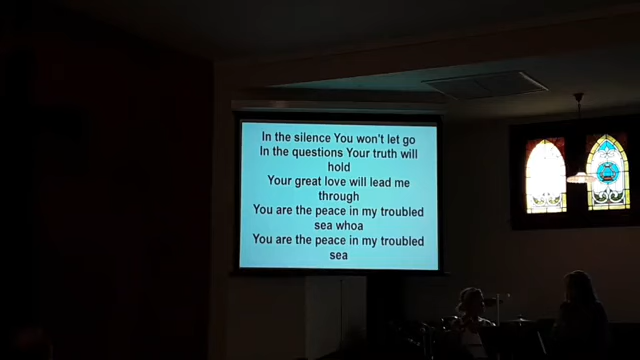 In the silence You won't let go
In the questions Your truth will
hold
Your great love will lead me
through
You are the peace in my troubled
sea whoa
You are the peace in my troubled
sea